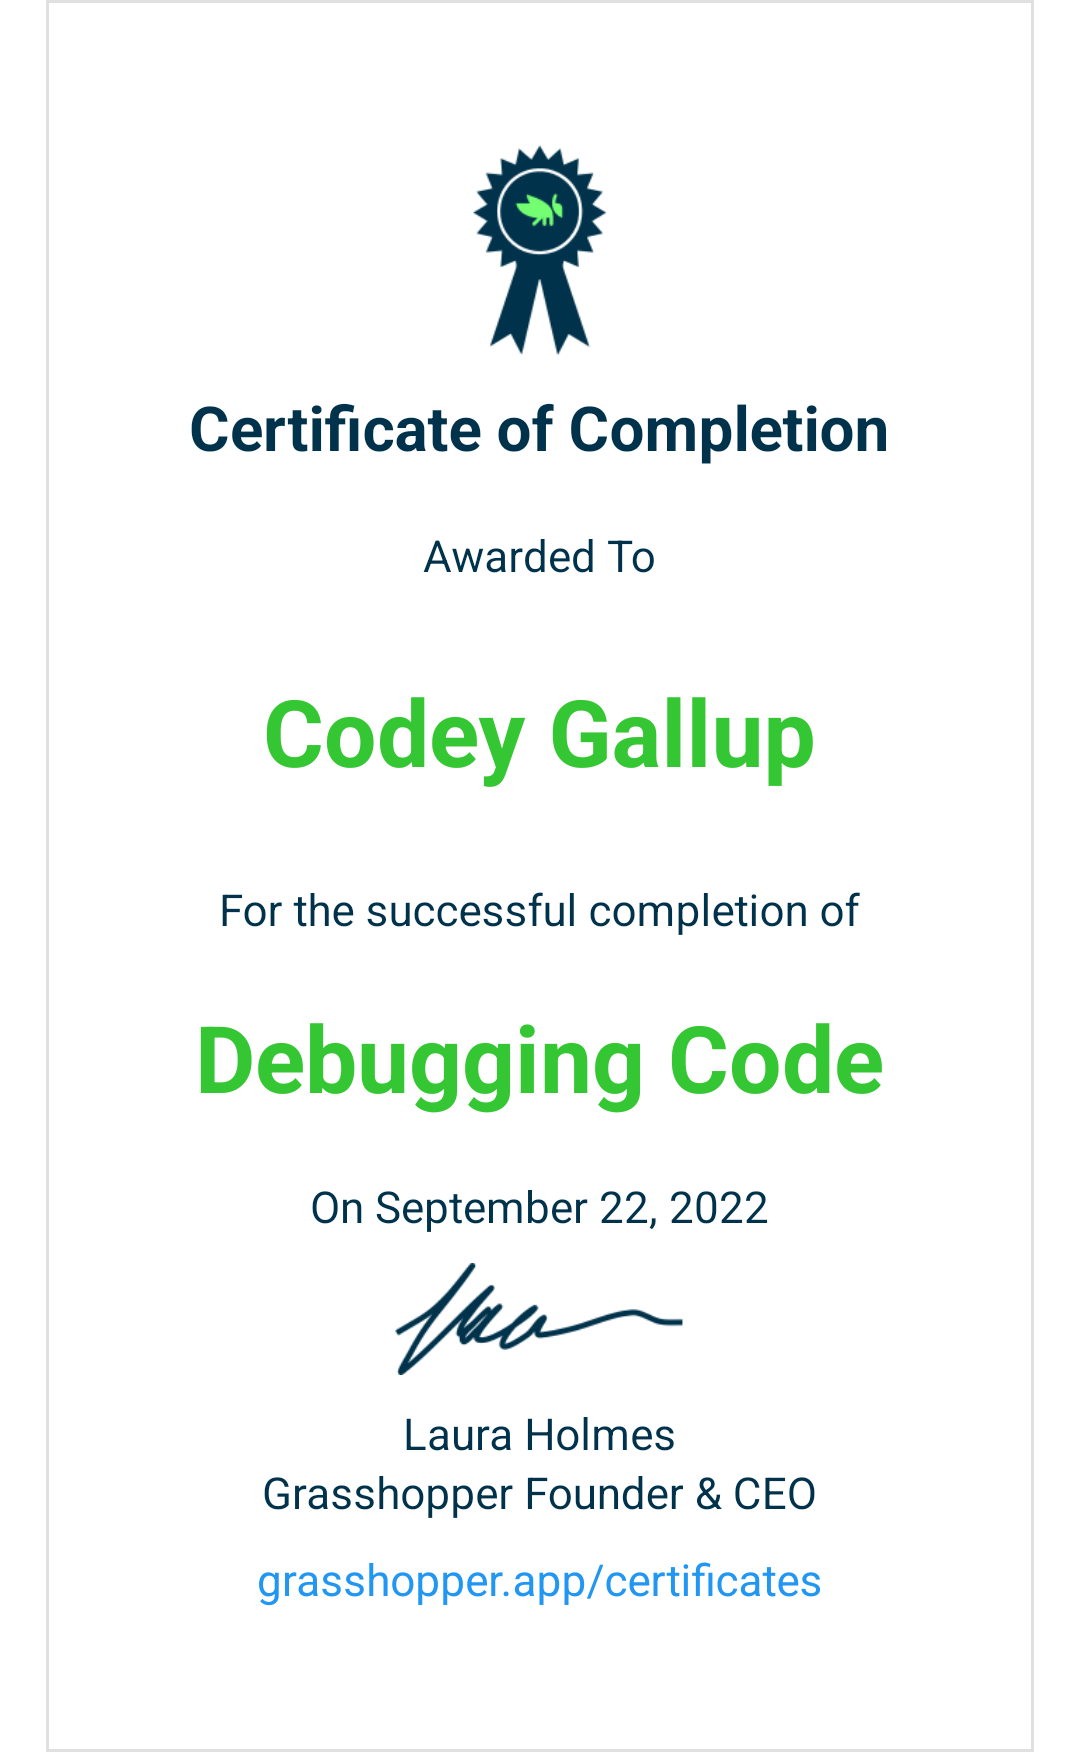 Certificate of Completion
Awarded To
Codey Gallup
For the successful completion of
Debugging Code
On September 22, 2022
Laura Holmes
Grasshopper Founder & CEO
grasshopper.app/certificates